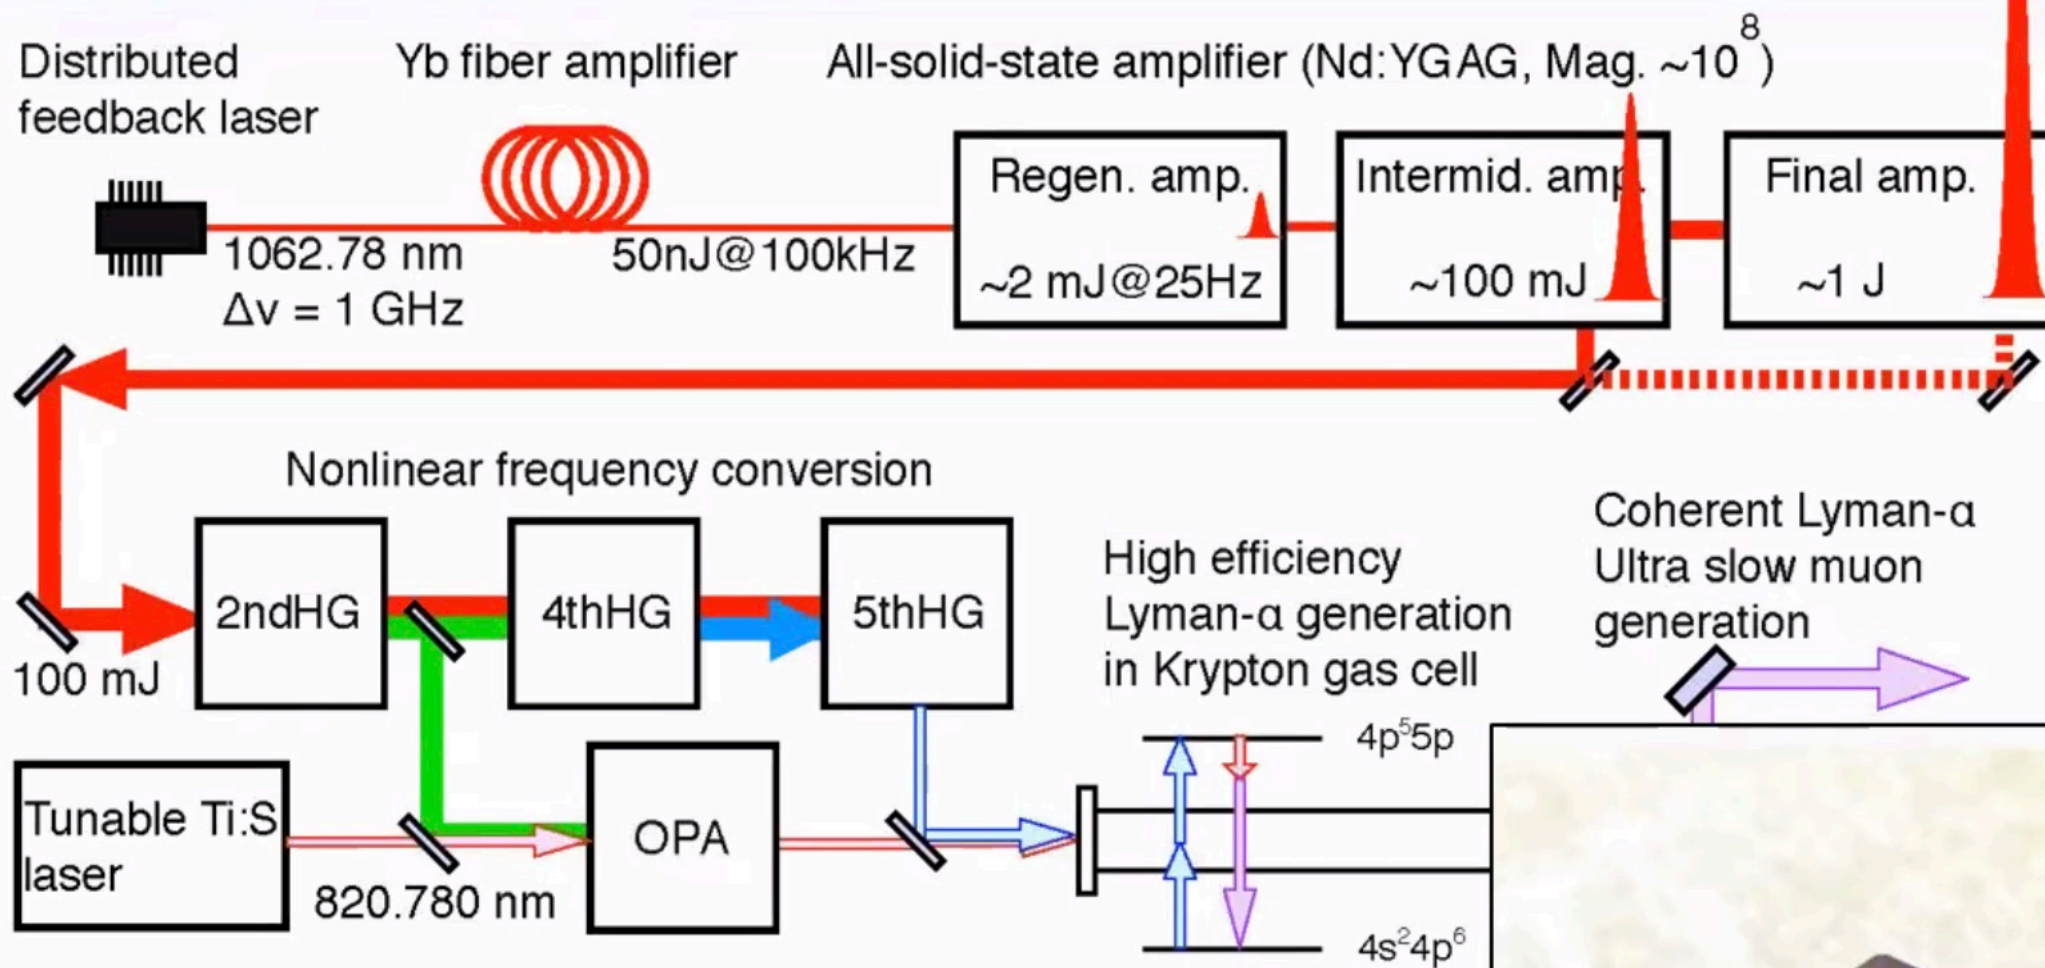 Distributed
feedback laser
Yb fiber amplifier
All-solid-state amplifier (Nd:YGAG, Mag. ~10⁸)
1062.78 nm
Δν = 1 GHz
50nJ@100kHz
Regen. amp.
~2 mJ@25Hz
Intermid. amp.
~100 mJ
Final amp.
~1 J
Nonlinear frequency conversion
2ndHG
4thHG
5thHG
100 mJ
Tunable Ti:S
laser
820.780 nm
OPA
High efficiency
Lyman-α generation
in Krypton gas cell
4p⁵5p
4s²4p⁶
Coherent Lyman-α
Ultra slow muon
generation